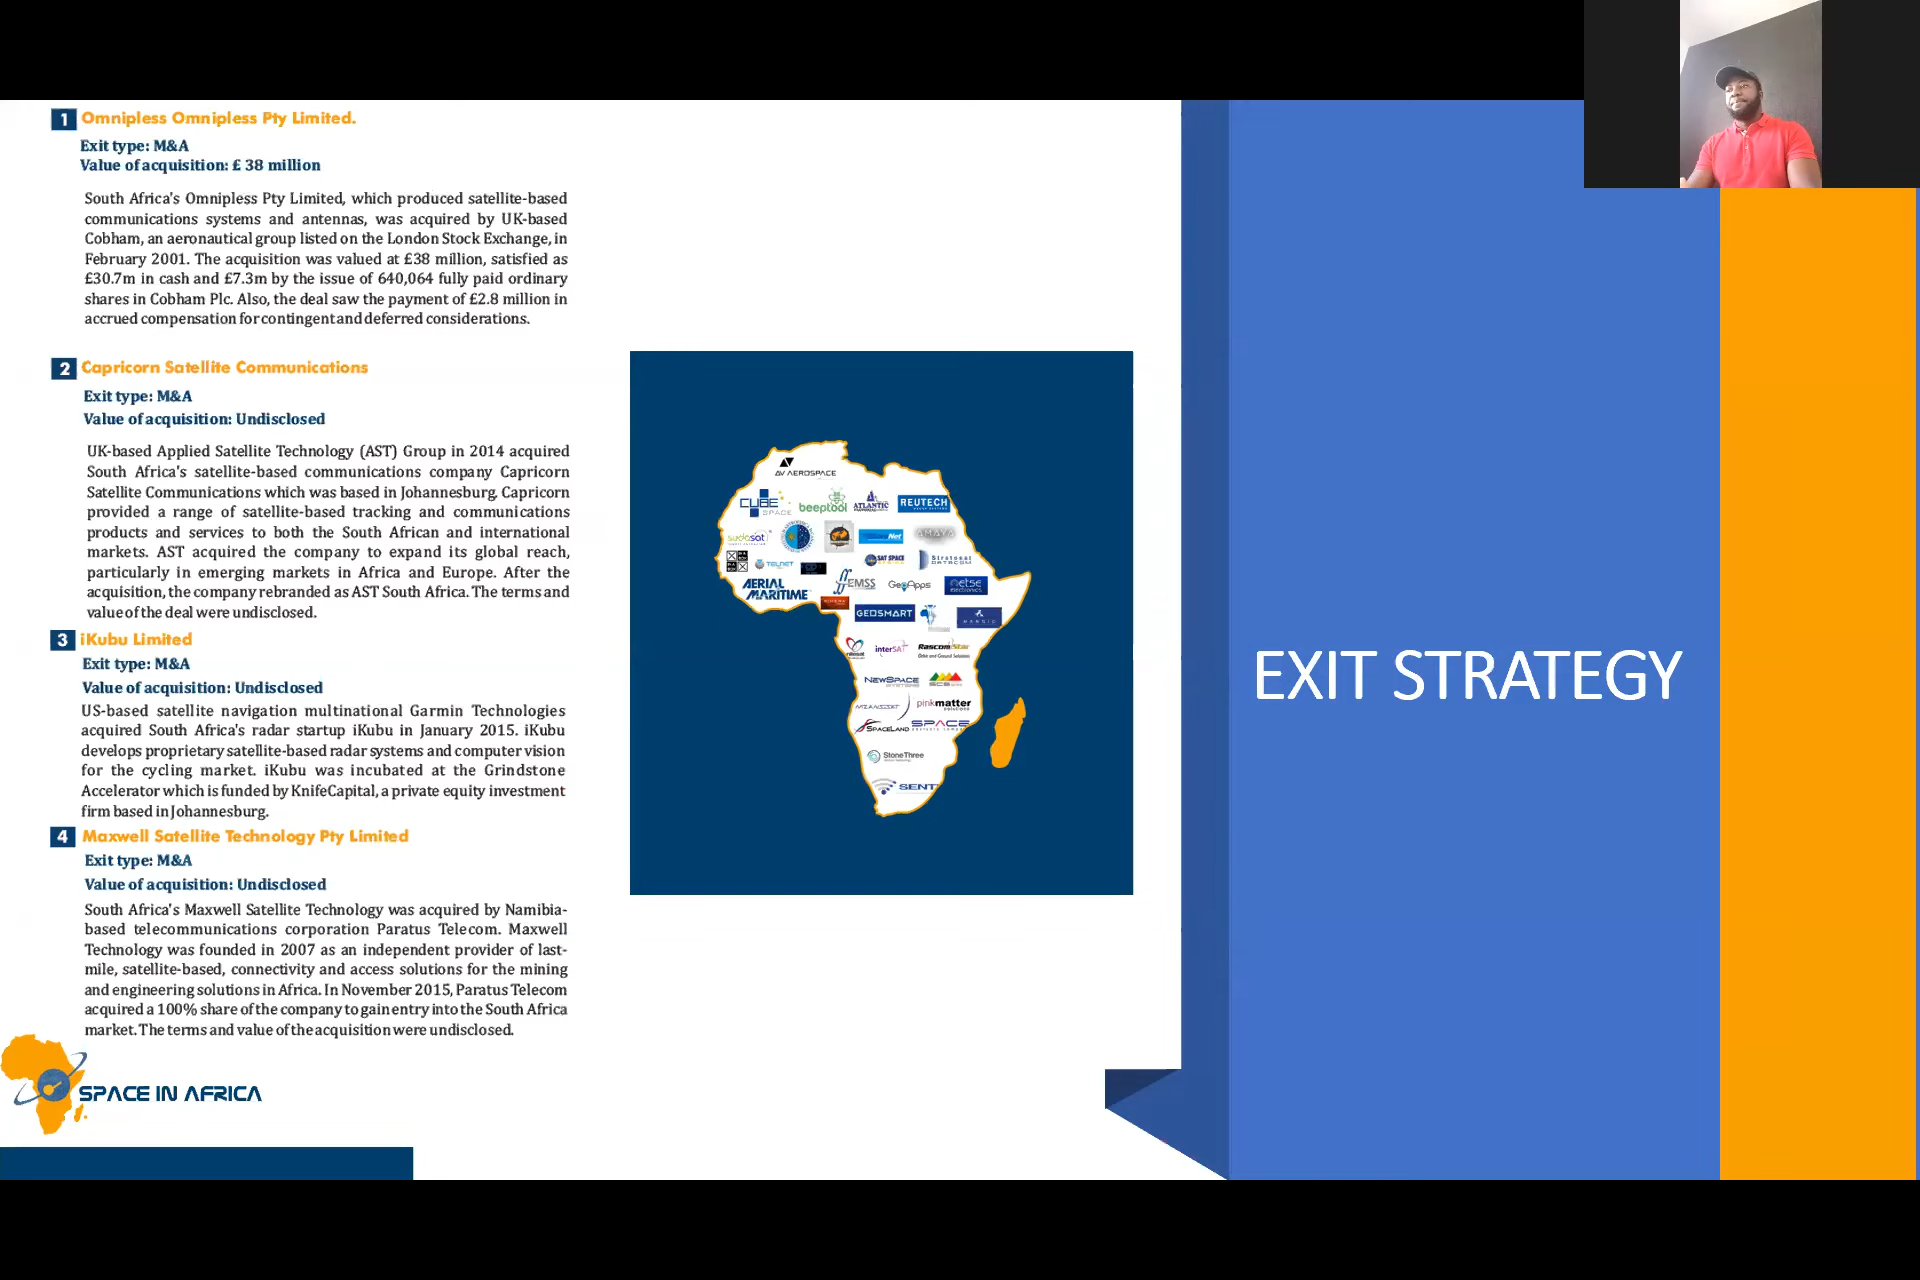 1 Omnipless Omnipless Pty Limited.
Exit type: M&A
Value of acquisition: £ 38 million
South Africa's Omnipless Pty Limited, which produced satellite-based
communications systems and antennas, was acquired by UK-based
Cobham, an aeronautical group listed on the London Stock Exchange, in
February 2001. The acquisition was valued at £38 million, satisfied as
£30.7m in cash and £7.3m by the issue of 640,064 fully paid ordinary
shares in Cobham Plc. Also, the deal saw the payment of £2.8 million in
accrued compensation for contingent and deferred considerations.
2 Capricorn Satellite Communications
Exit type: M&A
Value of acquisition: Undisclosed
UK-based Applied Satellite Technology (AST) Group in 2014 acquired
South Africa's satellite-based communications company Capricorn
Satellite Communications which was based in Johannesburg. Capricorn
provided a range of satellite-based tracking and communications
products and services to both the South African and international
markets. AST acquired the company to expand its global reach,
particularly in emerging markets in Africa and Europe. After the
acquisition, the company rebranded as AST South Africa. The terms and
value of the deal were undisclosed.
3 iKubu Limited
Exit type: M&A
Value of acquisition: Undisclosed
US-based satellite navigation multinational Garmin Technologies
acquired South Africa's radar startup iKubu in January 2015. iKubu
develops proprietary satellite-based radar systems and computer vision
for the cycling market. iKubu was incubated at the Grindstone
Accelerator which is funded by KnifeCapital, a private equity investment
firm based in Johannesburg.
4 Maxwell Satellite Technology Pty Limited
Exit type: M&A
Value of acquisition: Undisclosed
South Africa's Maxwell Satellite Technology was acquired by Namibia-
based telecommunications corporation Paratus Telecom. Maxwell
Technology was founded in 2007 as an independent provider of last-
mile, satellite-based, connectivity and access solutions for the mining
and engineering solutions in Africa. In November 2015, Paratus Telecom
acquired a 100% share of the company to gain entry into the South Africa
market. The terms and value of the acquisition were undisclosed.
SPACE IN AFRICA
AV AEROSPACE
CUBE SPACE
beeptool
ATLANTIC
REUTECH
sudosat
Net
AMAYA
TELNET
SAT SPACE
Stratosat
DATACOM
AERIAL
MARITIME
EMSS
GeoApps
etse
electronics
GEOSMART
interSAT
RascomStar
NEWSPACE
SCS
MZANSISAT
pinkmatter
solutions
SPACELAND
SPACE
StoneThree
SENT
EXIT STRATEGY